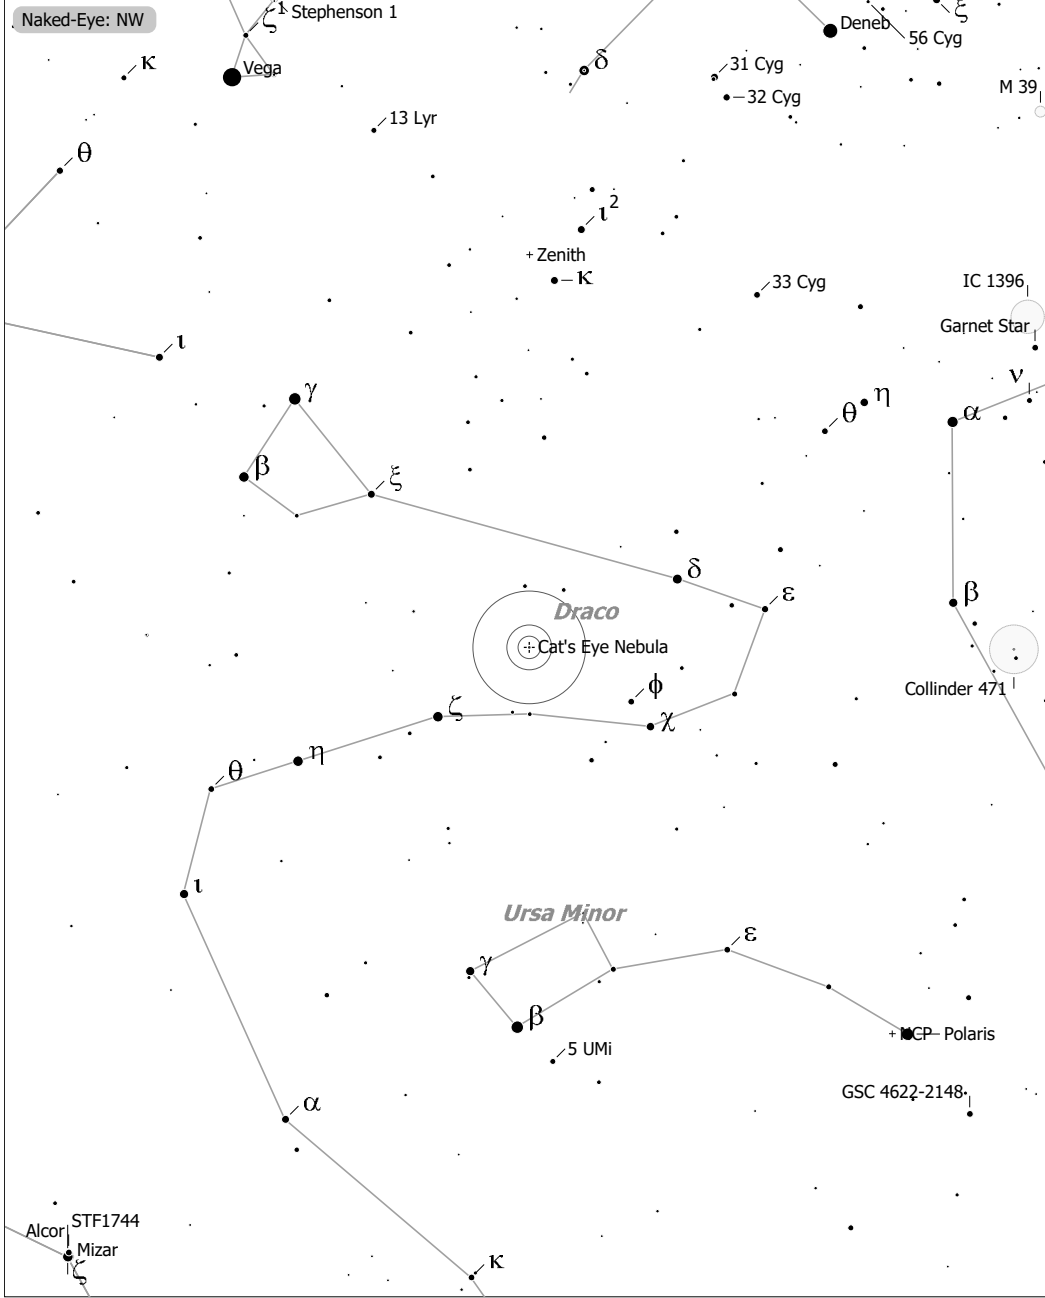 Naked-Eye: NW
ζ1
Stephenson 1
Deneb
ξ
56 Cyg
κ
Vega
δ
31 Cyg
32 Cyg
M 39
13 Lyr
θ
ι2
Zenith
κ
33 Cyg
IC 1396
Garnet Star
ι
γ
ν
θ
η
α
β
ξ
δ
ε
β
Draco
Cat's Eye Nebula
Collinder 471
φ
ζ
χ
η
θ
ι
Ursa Minor
γ
ε
β
NCP
Polaris
5 UMi
GSC 4622-2148
α
STF1744
Alcor
Mizar
ζ
κ